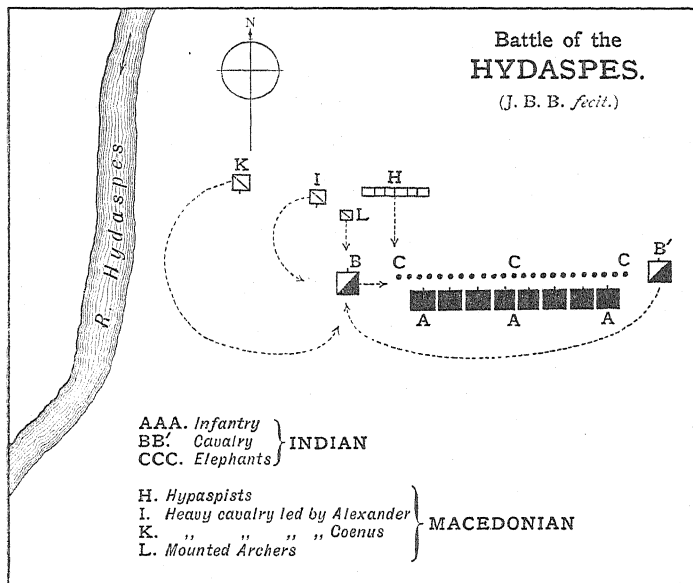 Battle of the
HYDASPES.
(J. B. B. fecit.)
N
R Hydaspes
K
I
H
L
B
C C C
B′
A A A
AAA. Infantry
BB′. Cavalry
CCC. Elephants
INDIAN
H. Hypaspists
I. Heavy cavalry led by Alexander
K. „ „ „ „ Coenus
L. Mounted Archers
MACEDONIAN